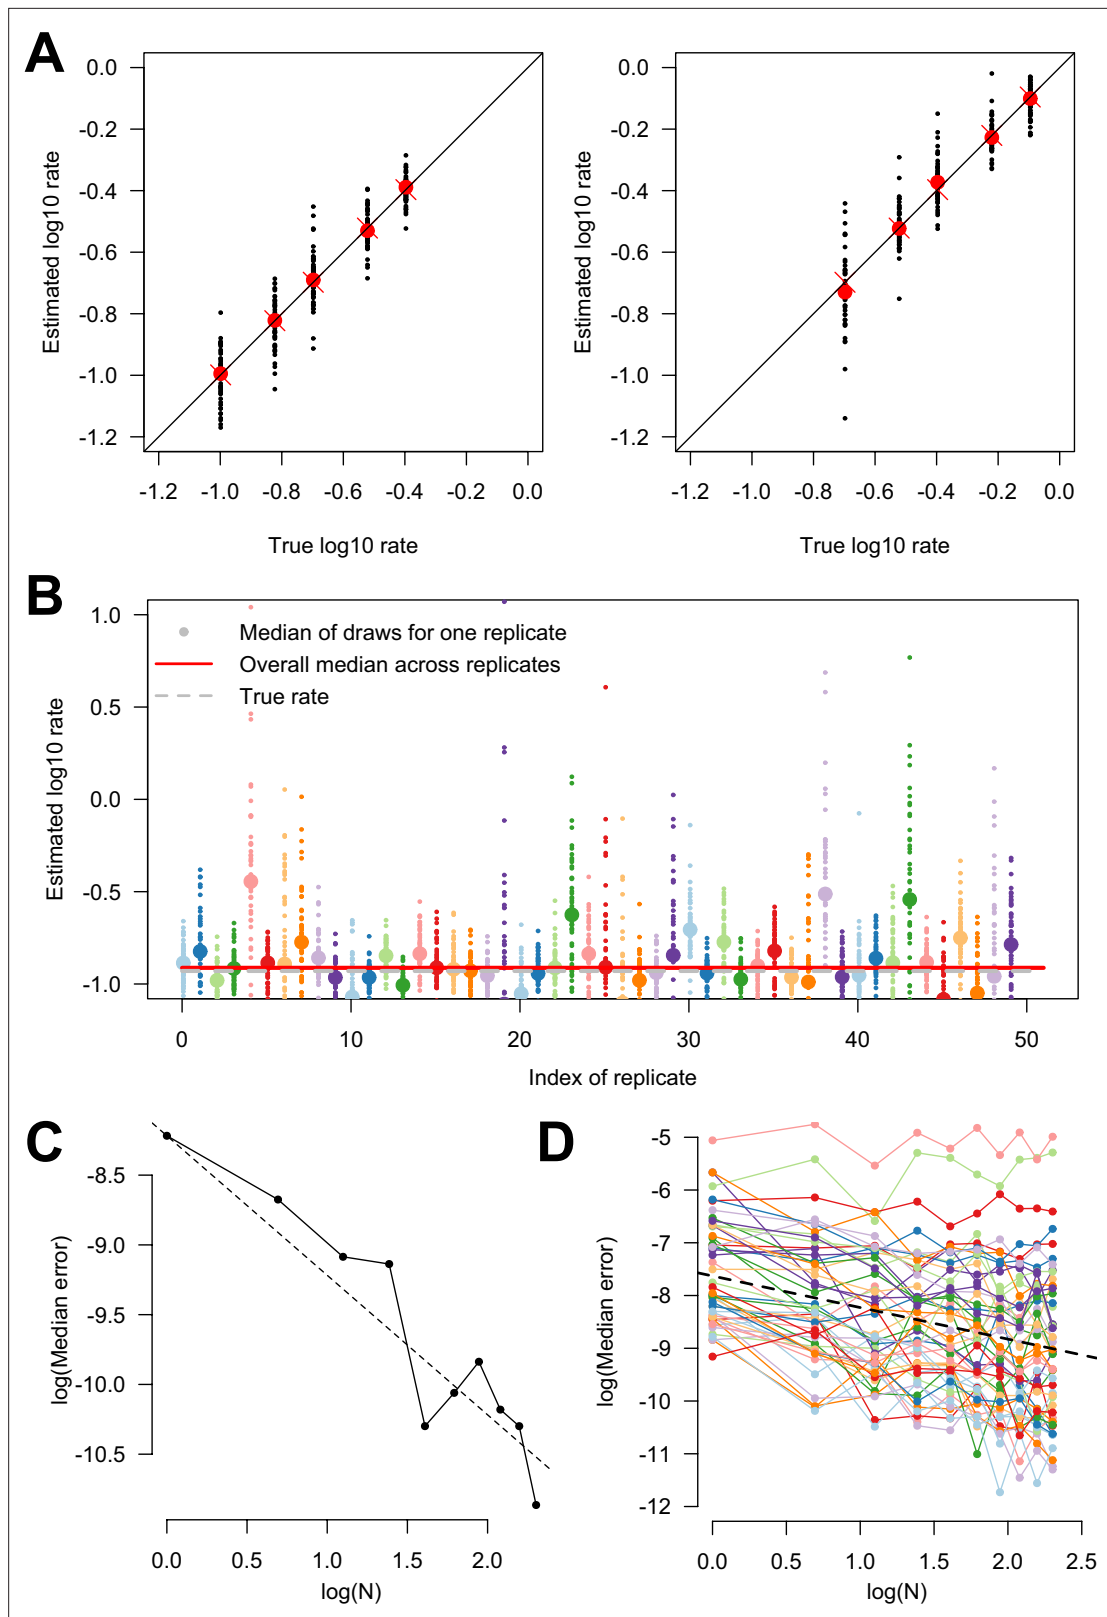 A
0.0
-0.2
-0.4
-0.6
-0.8
-1.0
-1.2
Estimated log10 rate
-1.2 -1.0 -0.8 -0.6 -0.4 -0.2 0.0
True log10 rate
0.0
-0.2
-0.4
-0.6
-0.8
-1.0
-1.2
Estimated log10 rate
-1.2 -1.0 -0.8 -0.6 -0.4 -0.2 0.0
True log10 rate
B
1.0
0.5
0.0
-0.5
-1.0
Estimated log10 rate
Median of draws for one replicate
Overall median across replicates
True rate
0 10 20 30 40 50
Index of replicate
C
-8.5
-9.0
-9.5
-10.0
-10.5
log(Median error)
0.0 0.5 1.0 1.5 2.0
log(N)
D
-5
-6
-7
-8
-9
-10
-11
-12
log(Median error)
0.0 0.5 1.0 1.5 2.0 2.5
log(N)